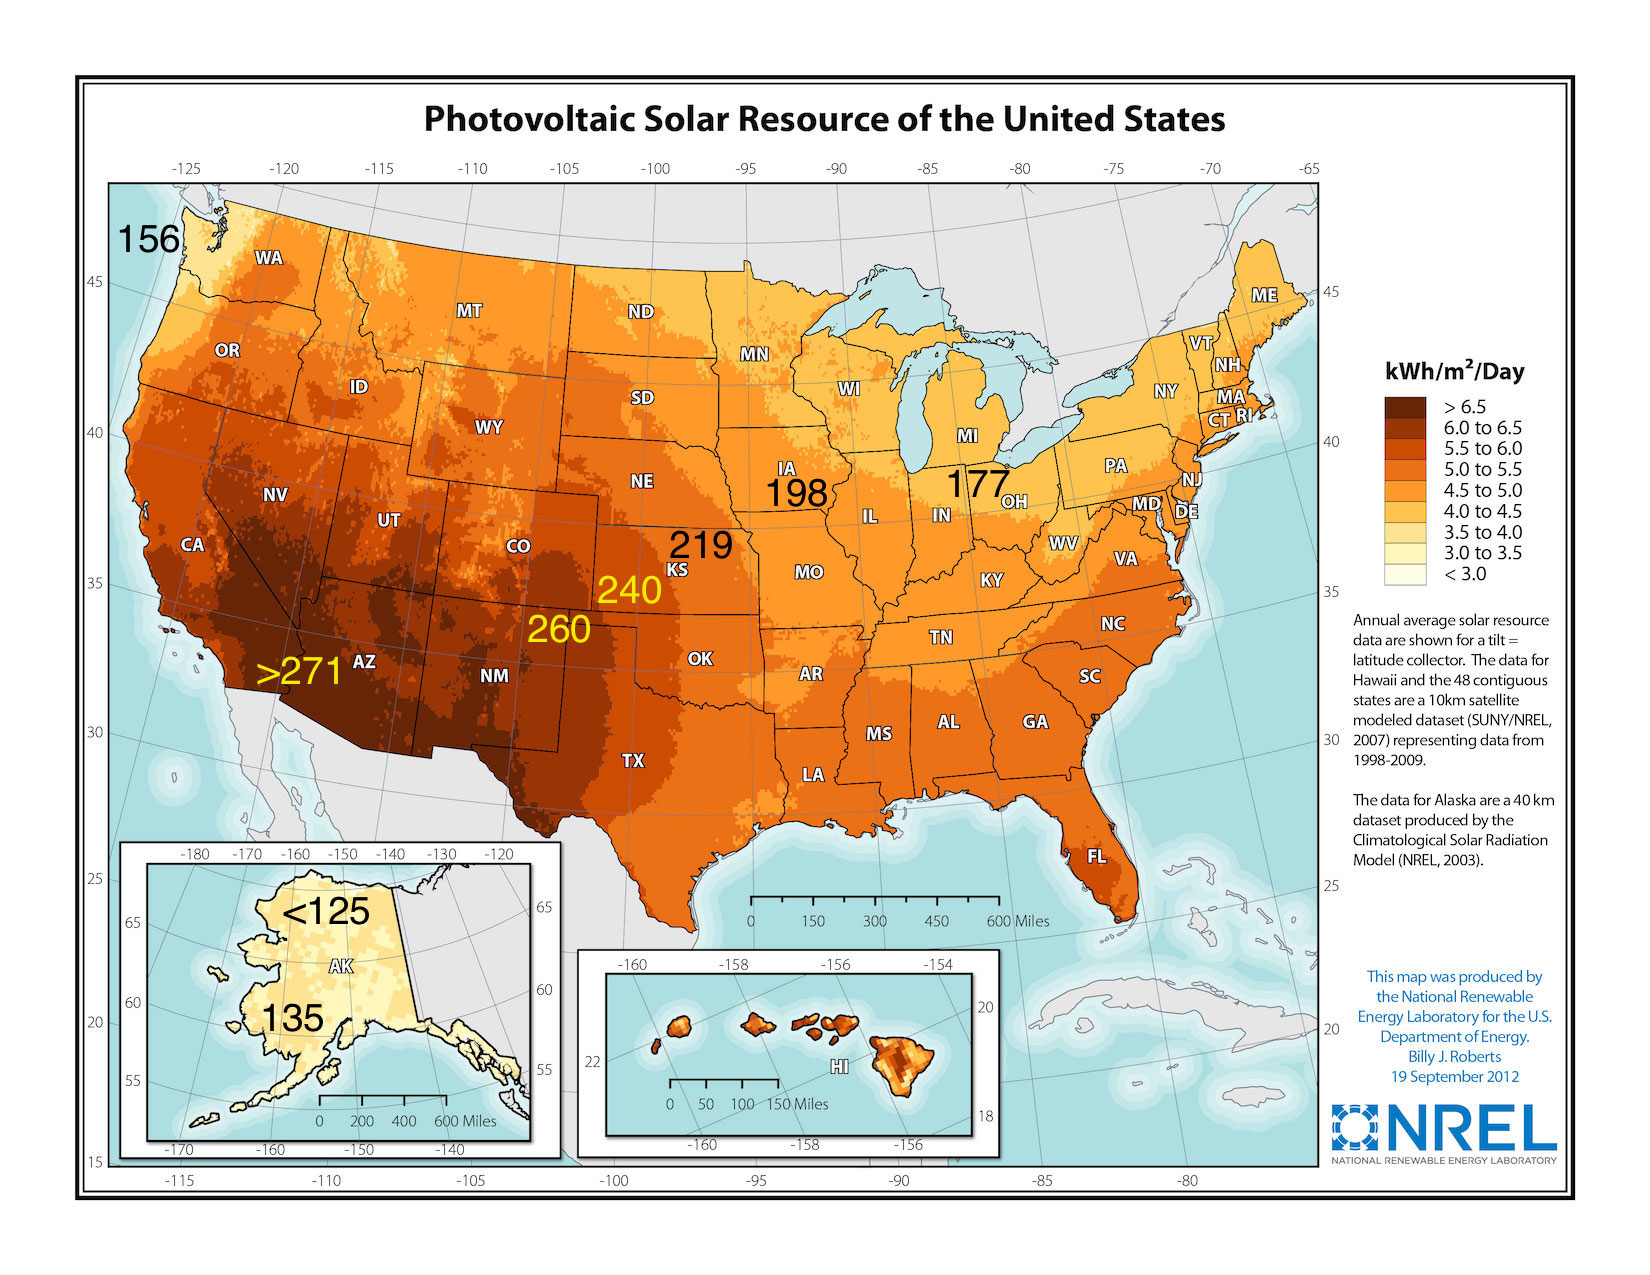 Photovoltaic Solar Resource of the United States
-125 -120 -115 -110 -105 -100 -95 -90 -85 -80 -75 -70 -65
156
WA
45
MT
ND
ME
45
OR
ID
MN
VT
NH
SD
WI
NY
MA
CT RI
WY
MI
40
40
IA
198
NE
177
OH
PA
NJ
NV
IL
IN
MD
DE
UT
CO
219
KS
WV
VA
CA
MO
KY
35
35
240
260
NC
TN
>271
AZ
NM
OK
AR
SC
30
30
MS
AL
GA
TX
LA
FL
25
25
20
20
15
0 150 300 450 600 Miles
-180 -170 -160 -150 -140 -130 -120
<125
65
65
AK
60
60
135
55
55
0 200 400 600 Miles
-170 -160 -150 -140
-160 -158 -156 -154
20
22
HI
0 50 100 150 Miles
18
-160 -158 -156
-115 -110 -105 -100 -95 -90 -85 -80
kWh/m²/Day
> 6.5
6.0 to 6.5
5.5 to 6.0
5.0 to 5.5
4.5 to 5.0
4.0 to 4.5
3.5 to 4.0
3.0 to 3.5
< 3.0
Annual average solar resource
data are shown for a tilt =
latitude collector. The data for
Hawaii and the 48 contiguous
states are a 10km satellite
modeled dataset (SUNY/NREL,
2007) representing data from
1998-2009.
The data for Alaska are a 40 km
dataset produced by the
Climatological Solar Radiation
Model (NREL, 2003).
This map was produced by
the National Renewable
Energy Laboratory for the U.S.
Department of Energy.
Billy J. Roberts
19 September 2012
NREL
NATIONAL RENEWABLE ENERGY LABORATORY